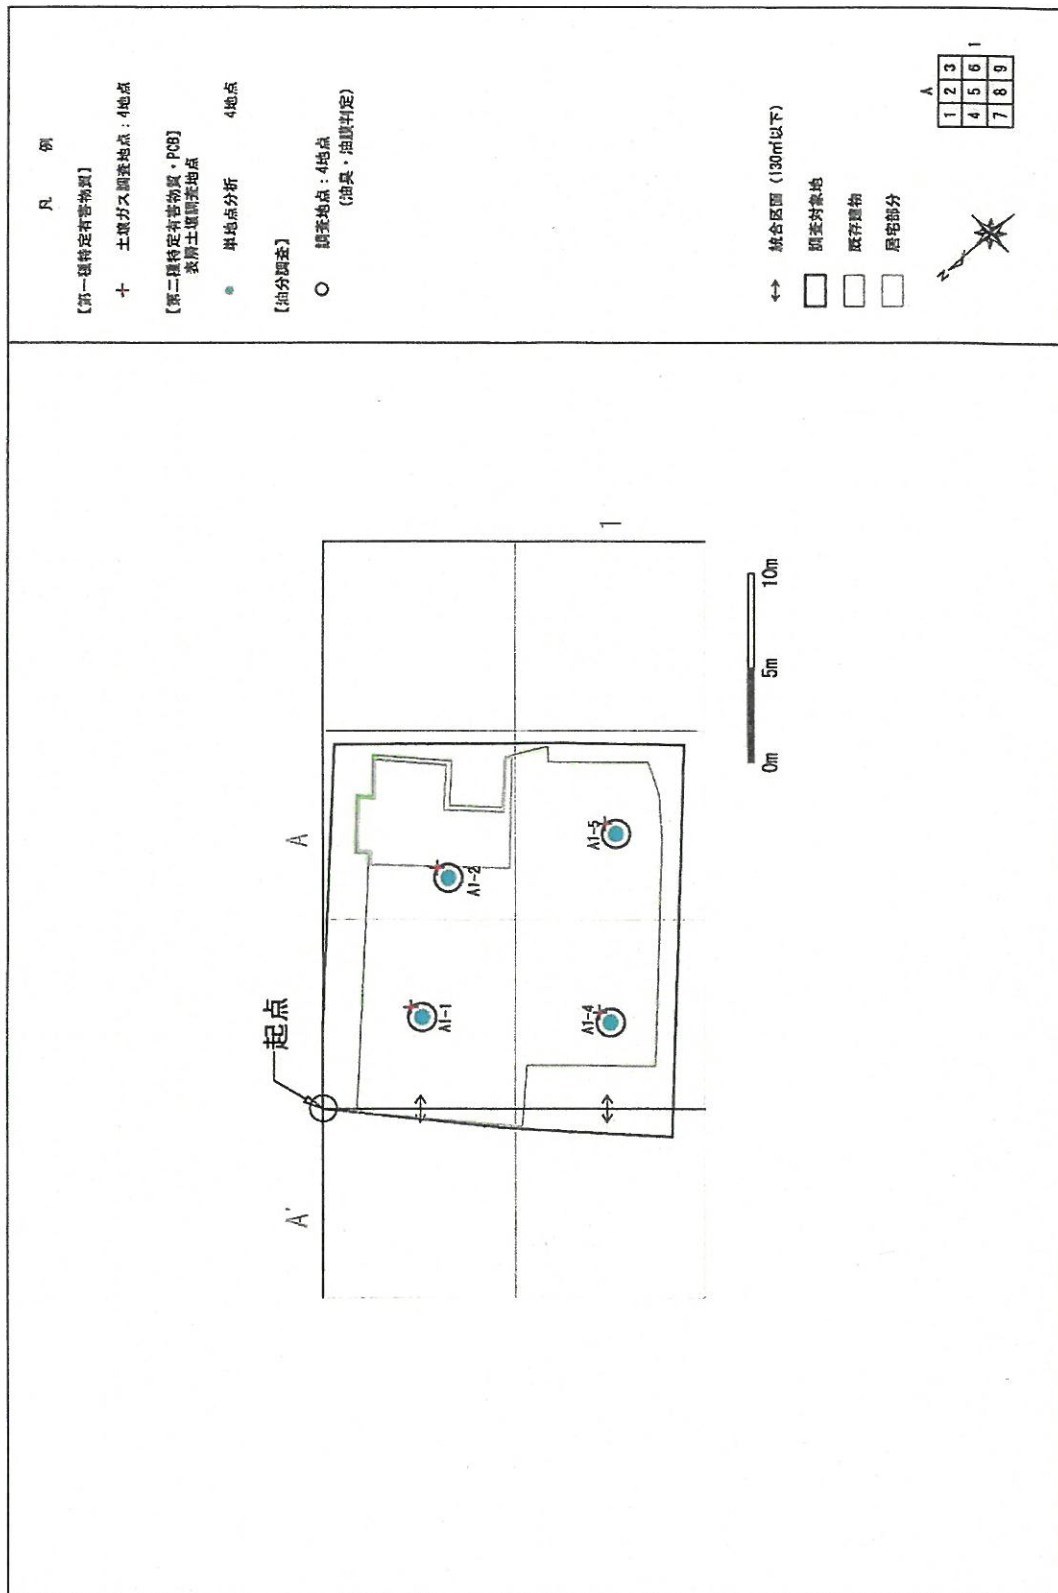 凡　例
【第一種特定有害物質】
土壌ガス調査地点：4地点
【第二種特定有害物質・PCB】
表層土壌調査地点
単地点分析　4地点
【油分調査】
調査地点：4地点
(油臭・油膜判定)
統合区画 (130㎡以下)
調査対象地
既存建物
居宅部分
N
A
1 2 3
4 5 6 1
7 8 9
起点
A'
A
1
A1-1
A1-2
A1-4
A1-5
0m 5m 10m